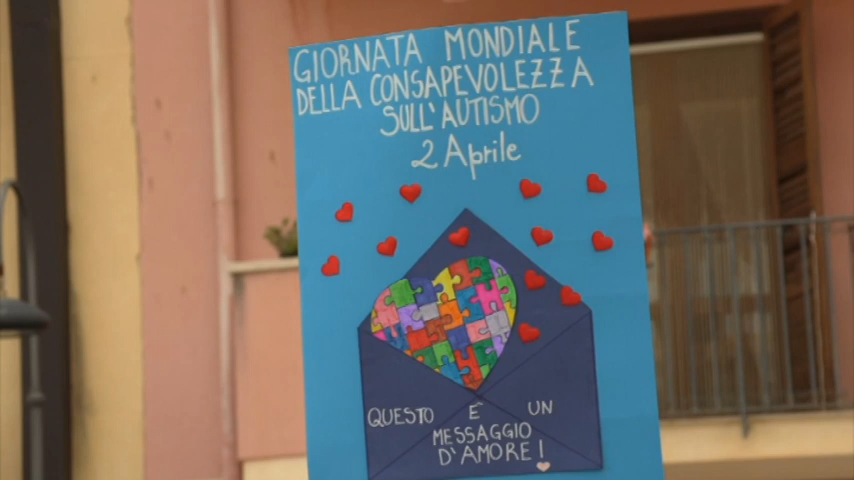 GIORNATA MONDIALE
DELLA CONSAPEVOLEZZA
SULL'AUTISMO
2 Aprile
QUESTO È UN
MESSAGGIO
D'AMORE!